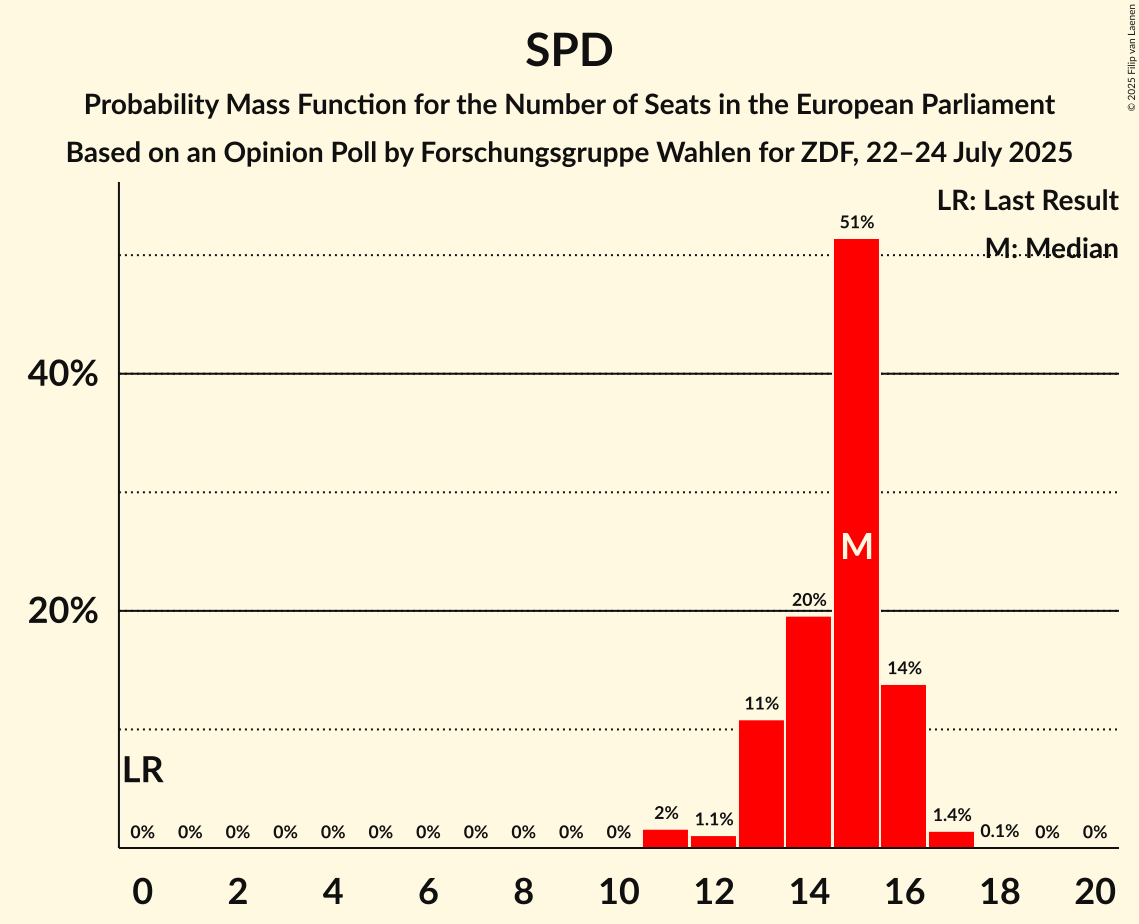 SPD
Probability Mass Function for the Number of Seats in the European Parliament
Based on an Opinion Poll by Forschungsgruppe Wahlen for ZDF, 22–24 July 2025
© 2025 Filip van Laenen
LR: Last Result
M: Median
40%
20%
LR
M
0% 0% 0% 0% 0% 0% 0% 0% 0% 0% 0% 2% 1.1% 11% 20% 51% 14% 1.4% 0.1% 0% 0%
0 2 4 6 8 10 12 14 16 18 20